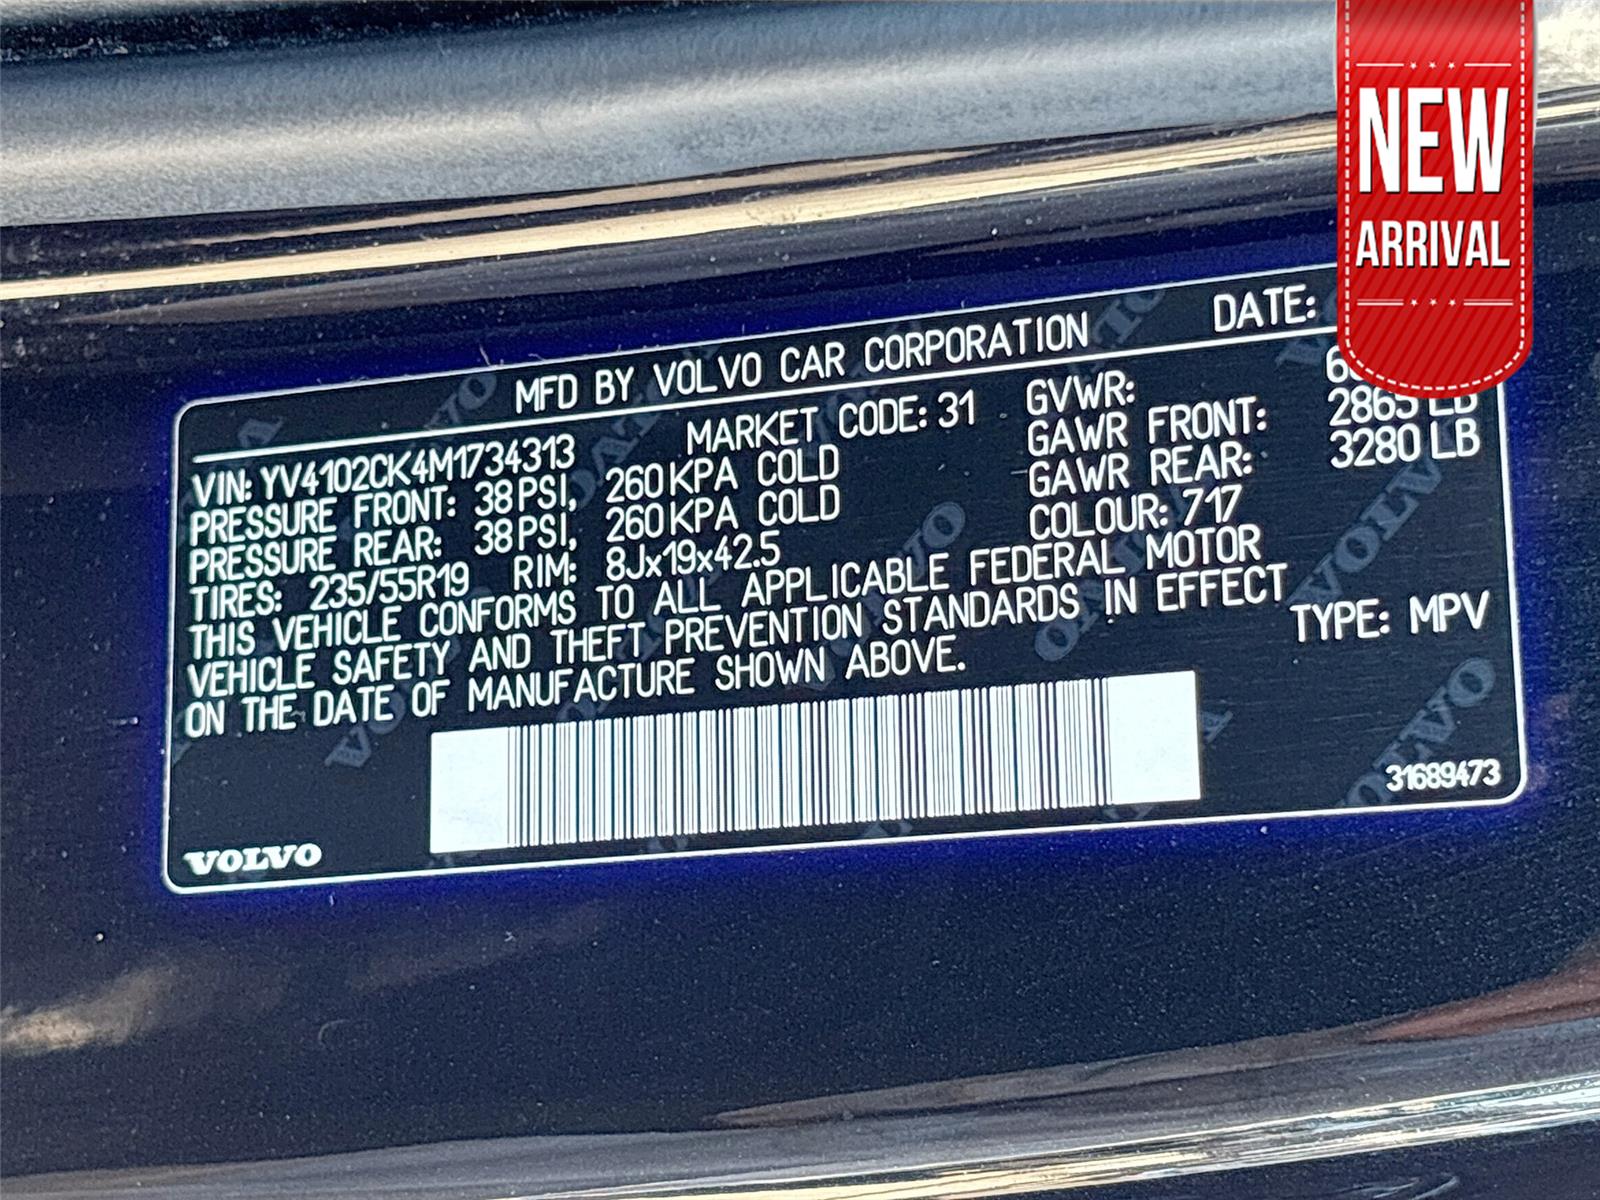 NEW
ARRIVAL
MFD BY VOLVO CAR CORPORATION DATE:
VIN: YV4102CK4M1734313 MARKET CODE: 31 GVWR:
PRESSURE FRONT: 38 PSI, 260 KPA COLD GAWR FRONT: 2865 LB
PRESSURE REAR: 38 PSI, 260 KPA COLD GAWR REAR: 3280 LB
TIRES: 235/55R19 RIM: 8Jx19x42.5 COLOUR: 717
THIS VEHICLE CONFORMS TO ALL APPLICABLE FEDERAL MOTOR
VEHICLE SAFETY AND THEFT PREVENTION STANDARDS IN EFFECT
ON THE DATE OF MANUFACTURE SHOWN ABOVE. TYPE: MPV
31689473
VOLVO